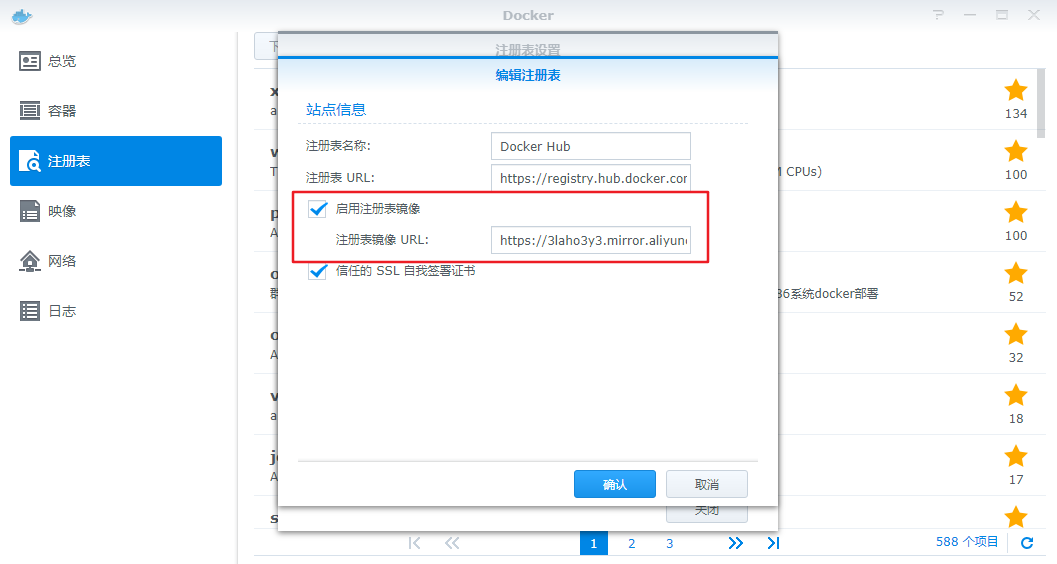 Docker
总览
容器
注册表
映像
网络
日志
注册表设置
编辑注册表
站点信息
注册表名称:
Docker Hub
注册表 URL:
https://registry.hub.docker.com
启用注册表镜像
注册表镜像 URL:
https://3laho3y3.mirror.aliyun
信任的 SSL 自我签署证书
确认
取消
关闭
134
CPUs)
100
100
86系统docker部署
52
32
18
17
1
2
3
588 个项目